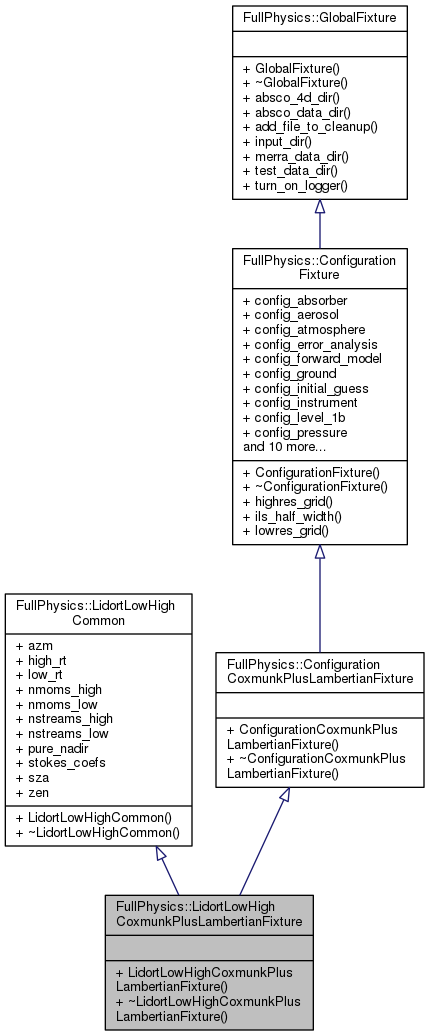 FullPhysics::GlobalFixture
+ GlobalFixture()
+ ~GlobalFixture()
+ absco_4d_dir()
+ absco_data_dir()
+ add_file_to_cleanup()
+ input_dir()
+ merra_data_dir()
+ test_data_dir()
+ turn_on_logger()
FullPhysics::Configuration
Fixture
+ config_absorber
+ config_aerosol
+ config_atmosphere
+ config_error_analysis
+ config_forward_model
+ config_ground
+ config_initial_guess
+ config_instrument
+ config_level_1b
+ config_pressure
and 10 more...
+ ConfigurationFixture()
+ ~ConfigurationFixture()
+ highres_grid()
+ ils_half_width()
+ lowres_grid()
FullPhysics::LidortLowHigh
Common
+ azm
+ high_rt
+ low_rt
+ nmoms_high
+ nmoms_low
+ nstreams_high
+ nstreams_low
+ pure_nadir
+ stokes_coefs
+ sza
+ zen
+ LidortLowHighCommon()
+ ~LidortLowHighCommon()
FullPhysics::Configuration
CoxmunkPlusLambertianFixture
+ ConfigurationCoxmunkPlus
LambertianFixture()
+ ~ConfigurationCoxmunkPlus
LambertianFixture()
FullPhysics::LidortLowHigh
CoxmunkPlusLambertianFixture
+ LidortLowHighCoxmunkPlus
LambertianFixture()
+ ~LidortLowHighCoxmunkPlus
LambertianFixture()